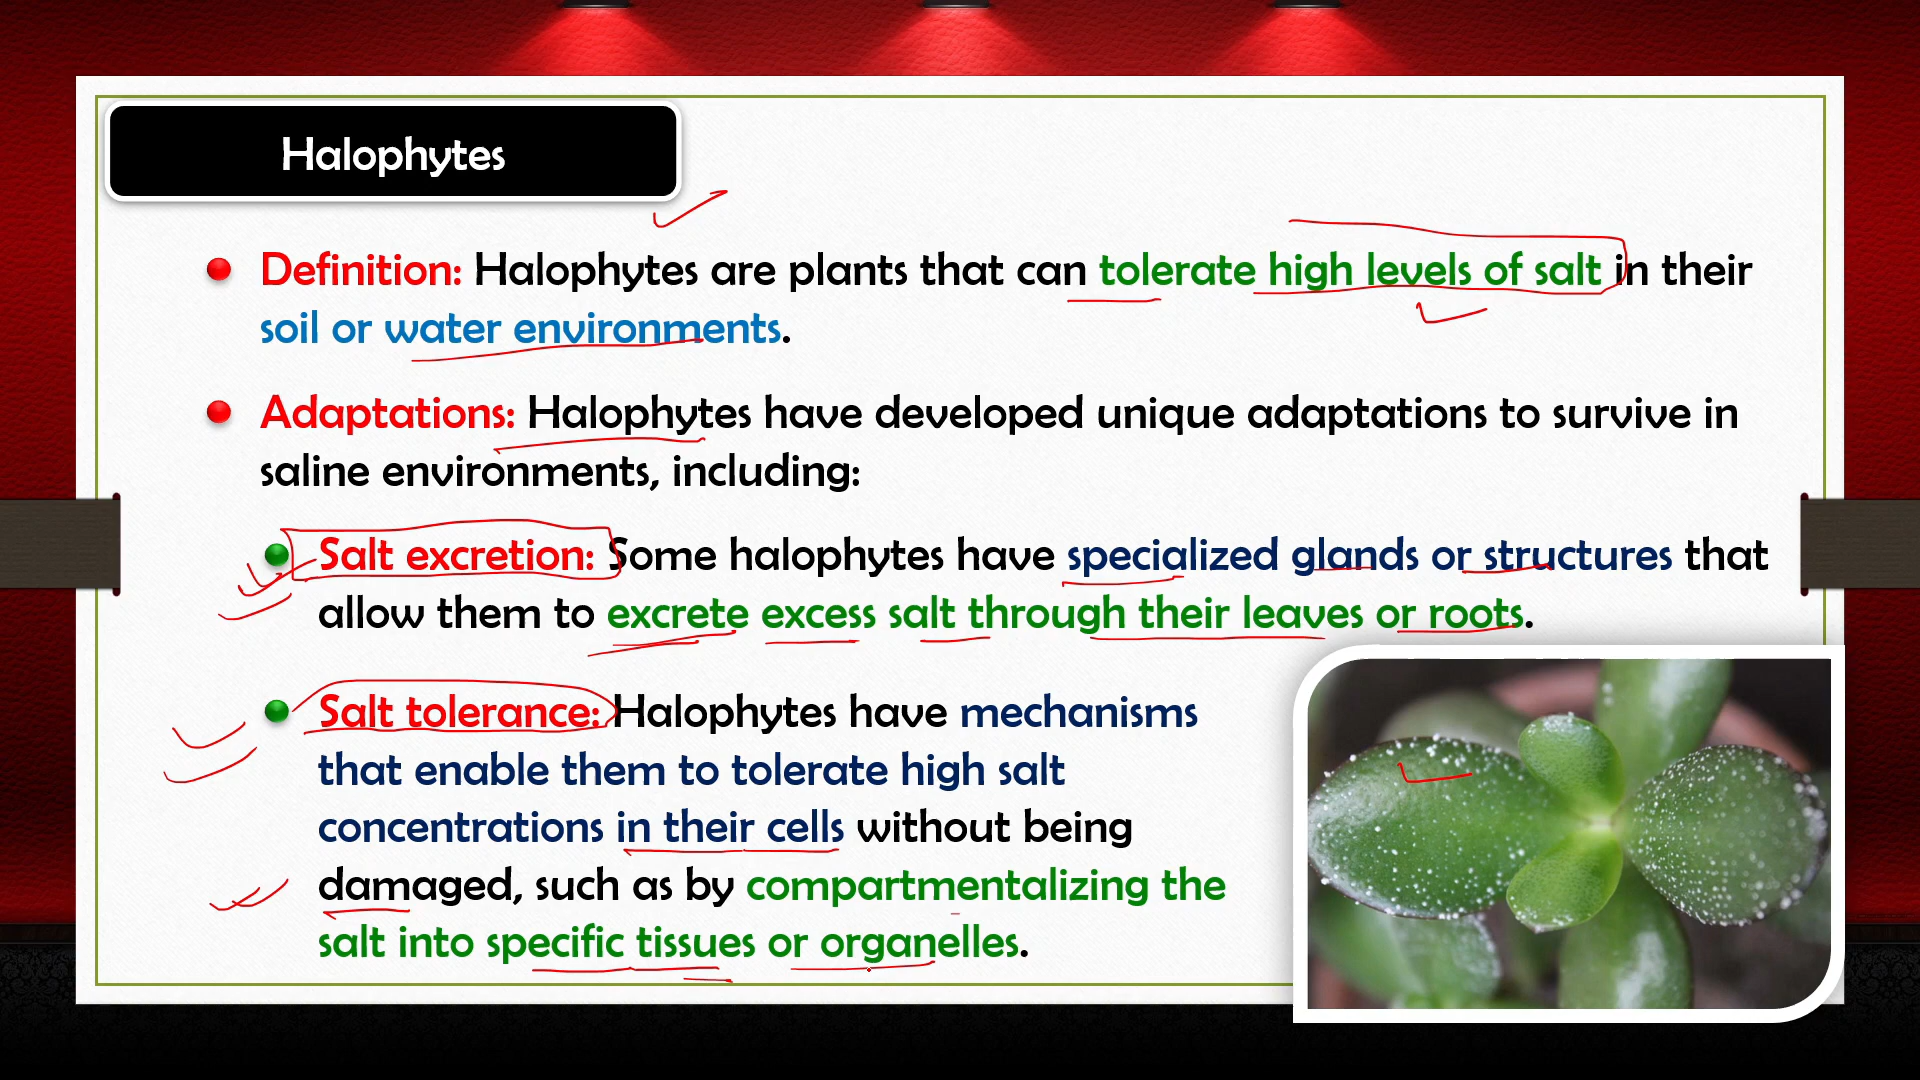 Halophytes
Definition: Halophytes are plants that can tolerate high levels of salt in their
soil or water environments.
Adaptations: Halophytes have developed unique adaptations to survive in
saline environments, including:
Salt excretion: Some halophytes have specialized glands or structures that
allow them to excrete excess salt through their leaves or roots.
Salt tolerance: Halophytes have mechanisms
that enable them to tolerate high salt
concentrations in their cells without being
damaged, such as by compartmentalizing the
salt into specific tissues or organelles.